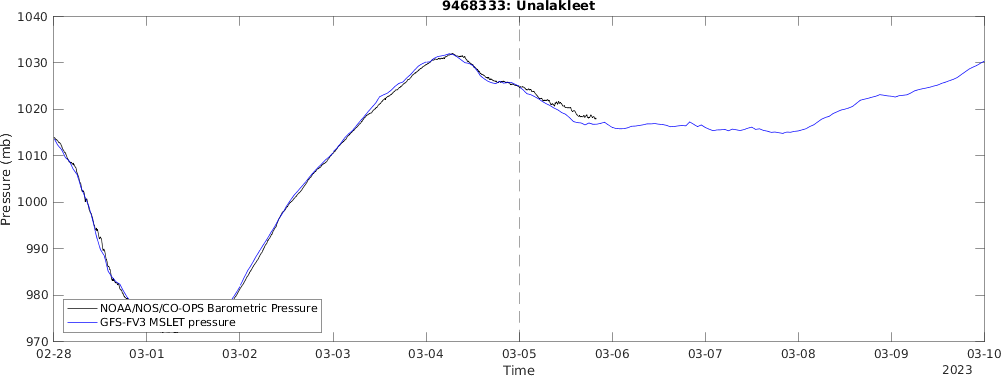 9468333: Unalakleet
1040
1030
1020
1010
1000
990
980
970
Pressure (mb)
NOAA/NOS/CO-OPS Barometric Pressure
GFS-FV3 MSLET pressure
02-28 03-01 03-02 03-03 03-04 03-05 03-06 03-07 03-08 03-09 03-10
Time
2023